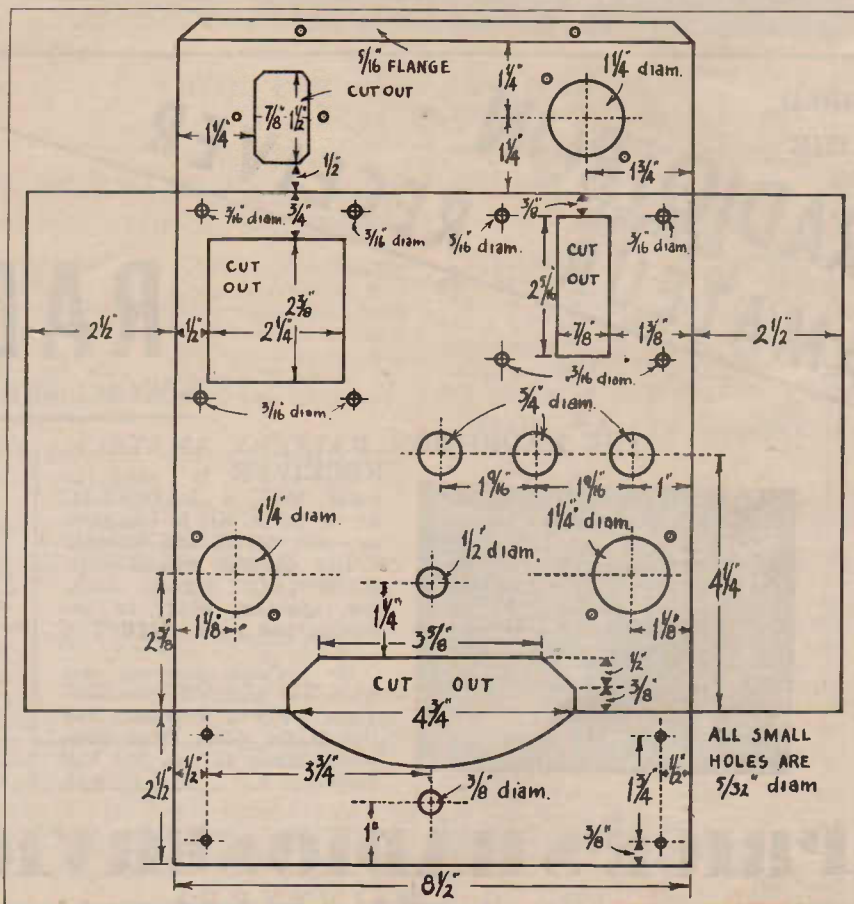 5/16" FLANGE
CUT OUT
1 1/4" diam.
1 1/4"
1 1/4"
7/8"
1 1/2"
1 1/4"
1/2"
1 3/4"
3/16" diam.
3/4"
3/16" diam
3/8"
3/16" diam.
3/16" diam.
CUT
OUT
CUT
OUT
2 3/8"
2 5/16"
2 1/2"
1/2"
2 1/4"
7/8"
1 3/8"
2 1/2"
3/16" diam.
3/16" diam.
3/4" diam.
1 9/16"
1 9/16"
1"
1 1/4" diam.
1/2" diam.
1 1/4" diam.
4 1/4"
2 3/8"
1 1/8"
1 1/4"
1 1/8"
3 5/8"
1/2"
CUT OUT
3/8"
4 3/4"
ALL SMALL
HOLES ARE
5/32" diam
2 1/2"
1/2"
3 3/4"
3/8" diam.
1 3/4"
1/2"
1"
3/8"
8 1/2"